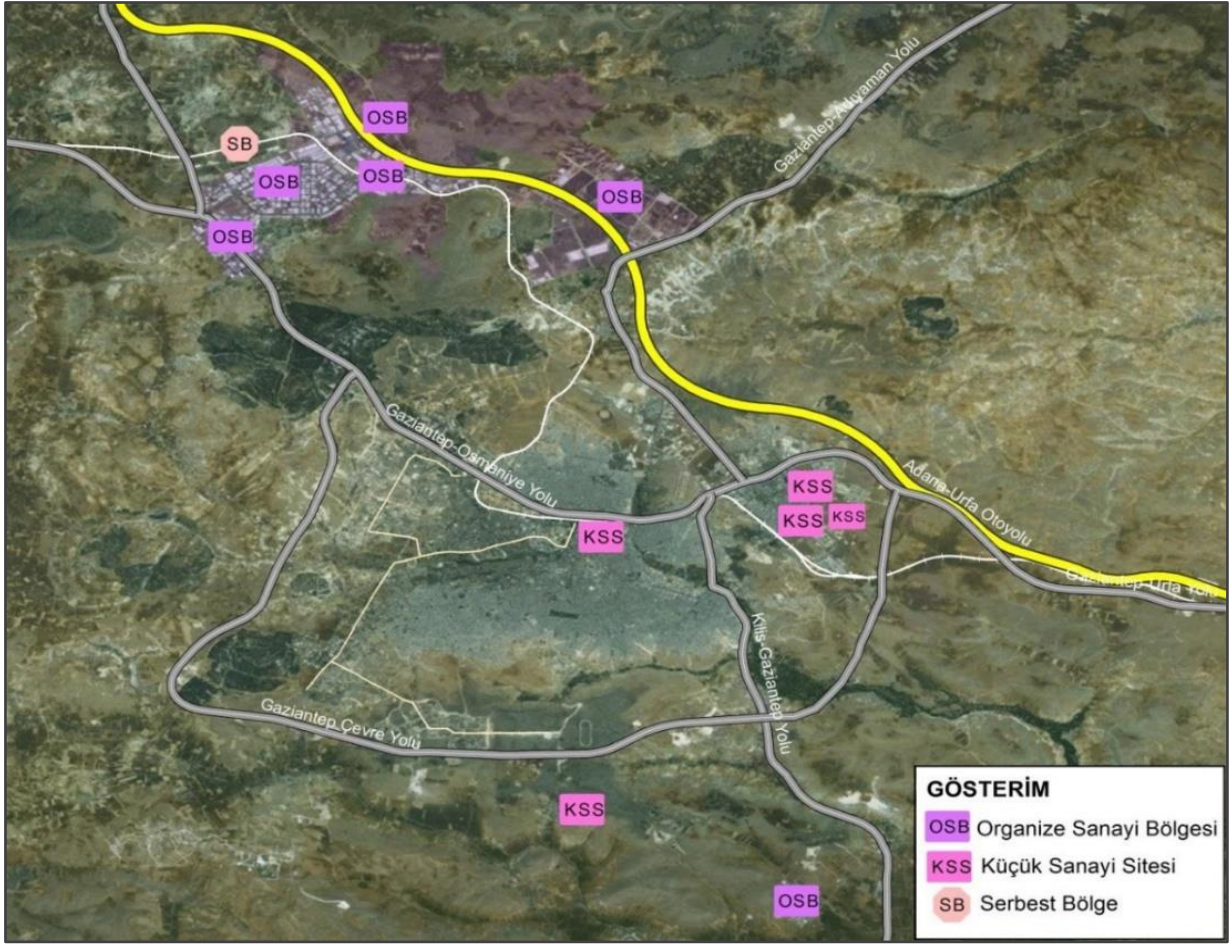 Gaziantep-Adıyaman Yolu
OSB
SB
OSB
OSB
OSB
OSB
Gaziantep-Osmaniye Yolu
Adana-Urfa Otoyolu
KSS
KSS
KSS
KSS
Gaziantep-Urfa Yolu
Kilis-Gaziantep Yolu
Gaziantep Çevre Yolu
KSS
OSB
GÖSTERİM
OSB Organize Sanayi Bölgesi
KSS Küçük Sanayi Sitesi
SB Serbest Bölge